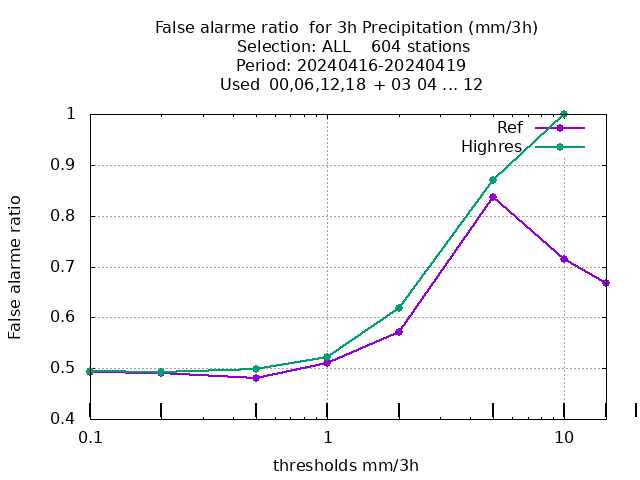 False alarme ratio  for 3h Precipitation (mm/3h)
Selection: ALL    604 stations
Period: 20240416-20240419
Used  00,06,12,18  + 03 04 ... 12
Ref
Highres
1
0.9
0.8
0.7
0.6
0.5
0.4
False alarme ratio
0.1 1 10
thresholds mm/3h